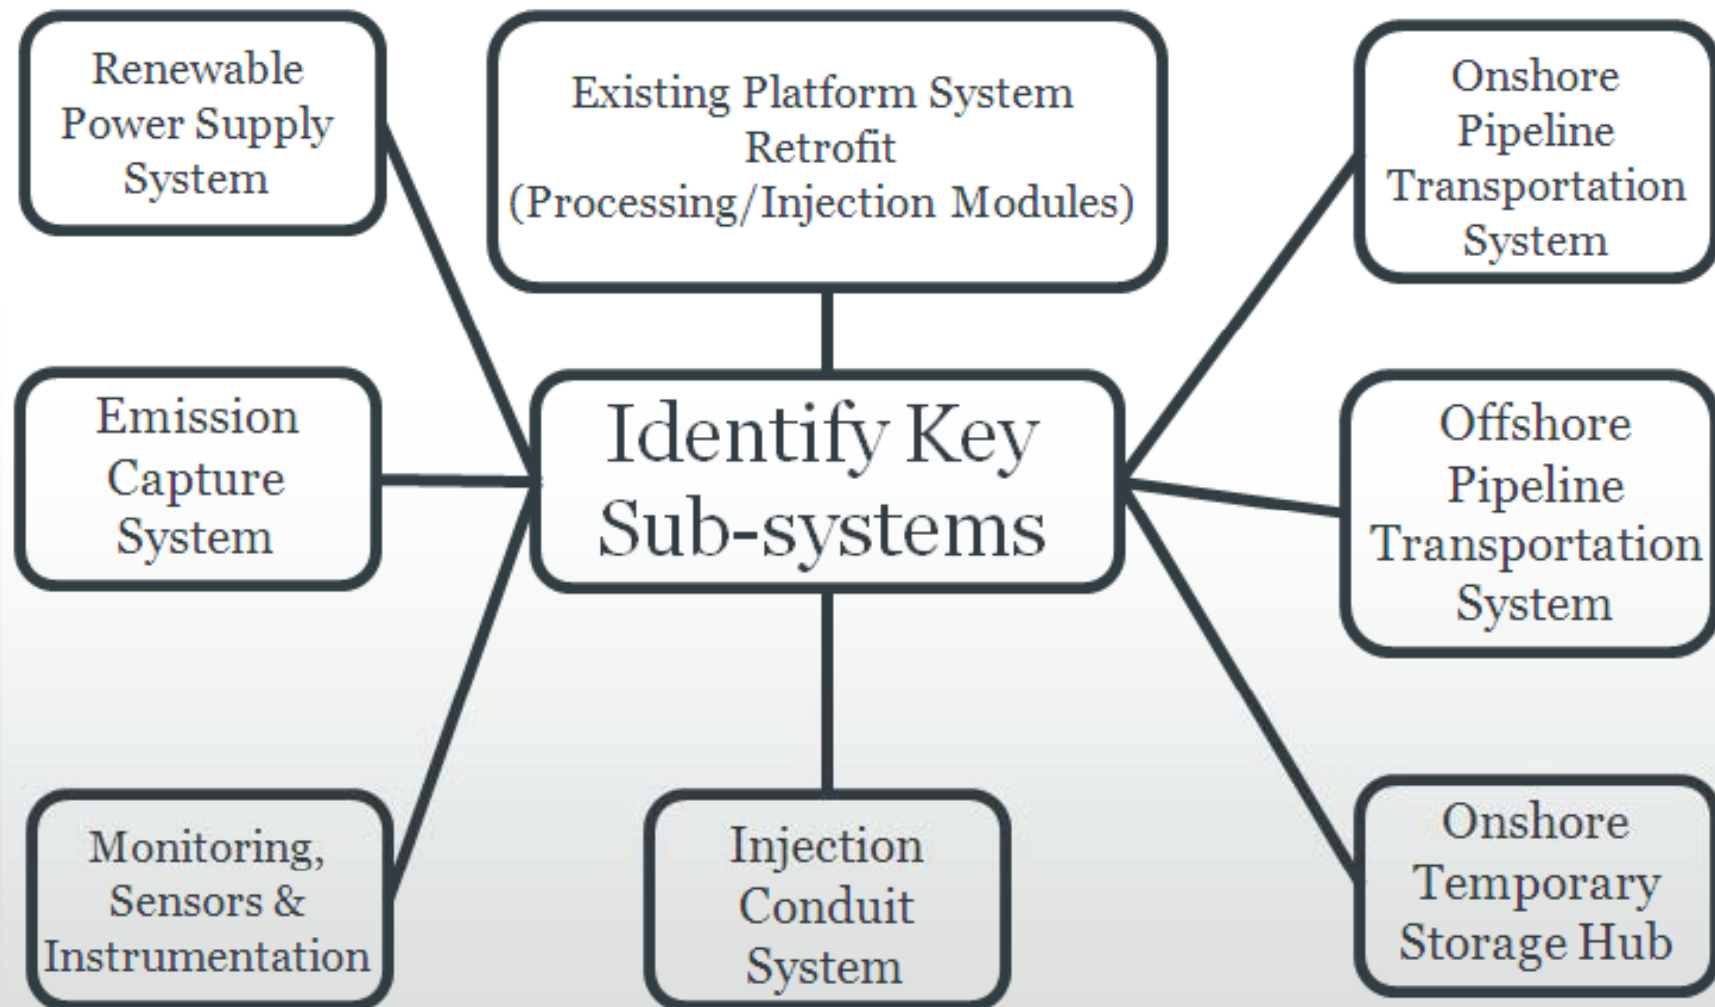 Renewable
Power Supply
System
Existing Platform System
Retrofit
(Processing/Injection Modules)
Onshore
Pipeline
Transportation
System
Emission
Capture
System
Identify Key
Sub-systems
Offshore
Pipeline
Transportation
System
Monitoring,
Sensors &
Instrumentation
Injection
Conduit
System
Onshore
Temporary
Storage Hub